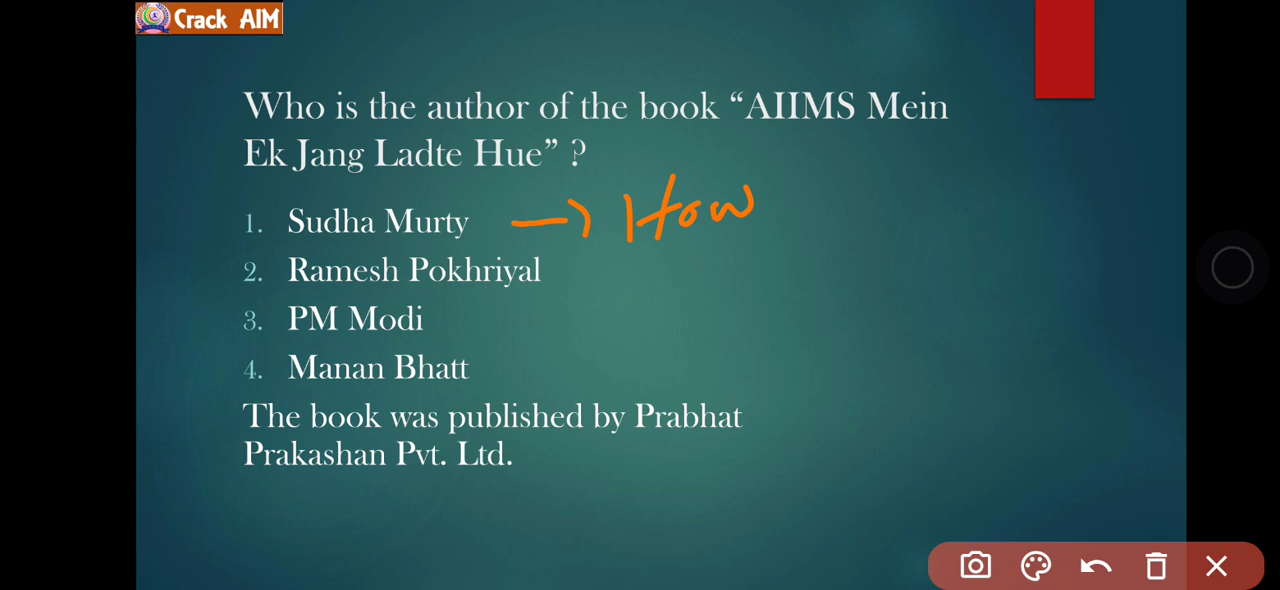 Crack AIM
Who is the author of the book “AIIMS Mein
Ek Jang Ladte Hue” ?
1. Sudha Murty → How
2. Ramesh Pokhriyal
3. PM Modi
4. Manan Bhatt
The book was published by Prabhat
Prakashan Pvt. Ltd.